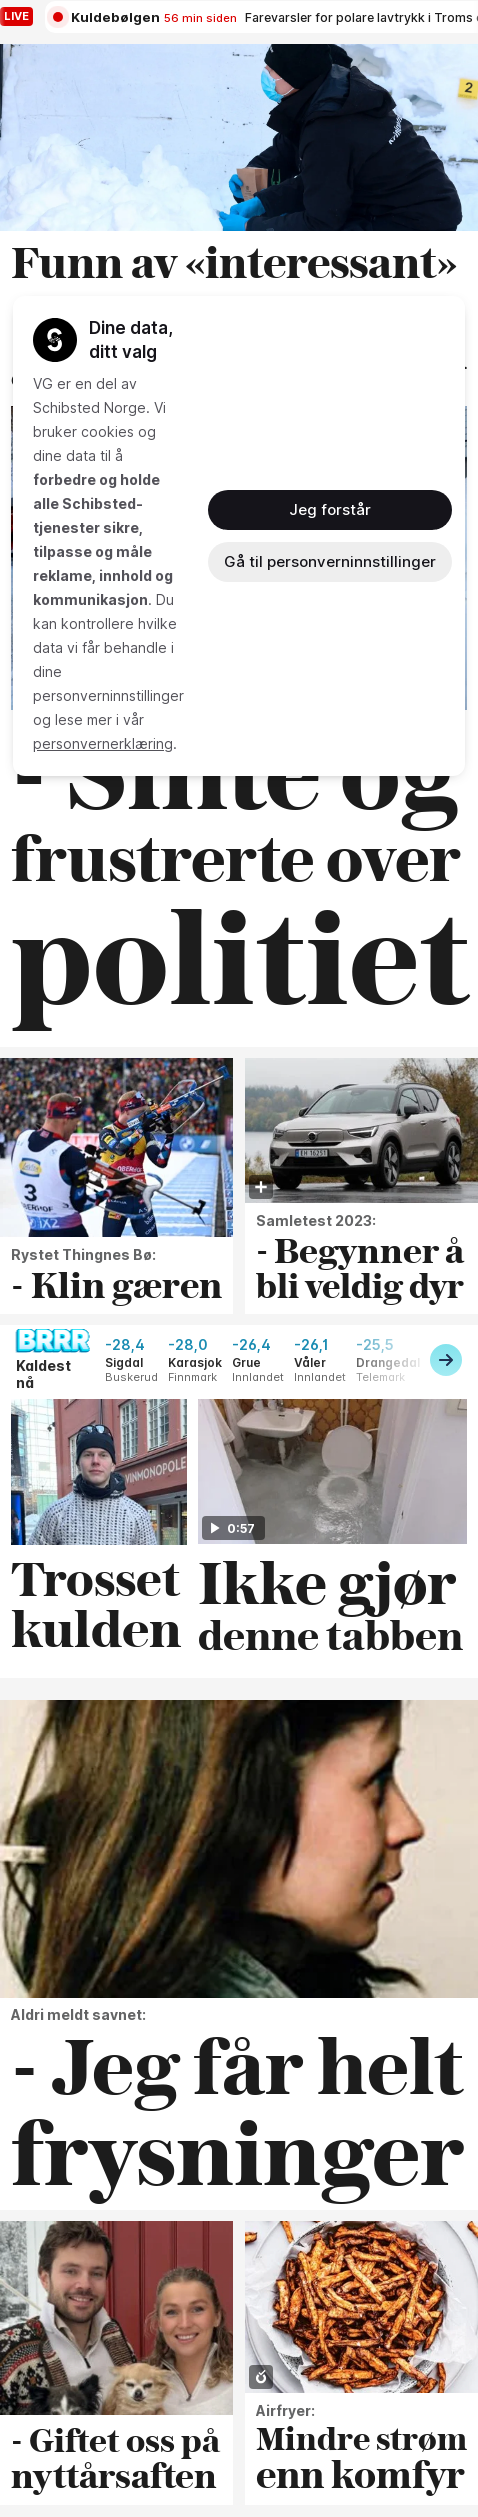 LIVE
Kuldebølgen 56 min siden Farevarsler for polare lavtrykk i Troms
2
Funn av «interessant»
Dine data,
ditt valg
VG er en del av
Schibsted Norge. Vi
bruker cookies og
dine data til å
forbedre og holde
alle Schibsted-
tjenester sikre,
tilpasse og måle
reklame, innhold og
kommunikasjon. Du
kan kontrollere hvilke
data vi får behandle i
dine
personverninnstillinger
og lese mer i vår
personvernerklæring.
Jeg forstår
Gå til personverninnstillinger
og
frustrerte over
politiet
3
Rystet Thingnes Bø:
- Klin gæren
Samletest 2023:
- Begynner å
bli veldig dyr
BRRR
Kaldest
nå
-28,4
Sigdal
Buskerud
-28,0
Karasjok
Finnmark
-26,4
Grue
Innlandet
-26,1
Våler
Innlandet
-25,5
Drangedal
Telemark
VINMONOPOLET
0:57
Trosset
kulden
Ikke gjør
denne tabben
Aldri meldt savnet:
- Jeg får helt
frysninger
- Giftet oss på
nyttårsaften
Airfryer:
Mindre strøm
enn komfyr